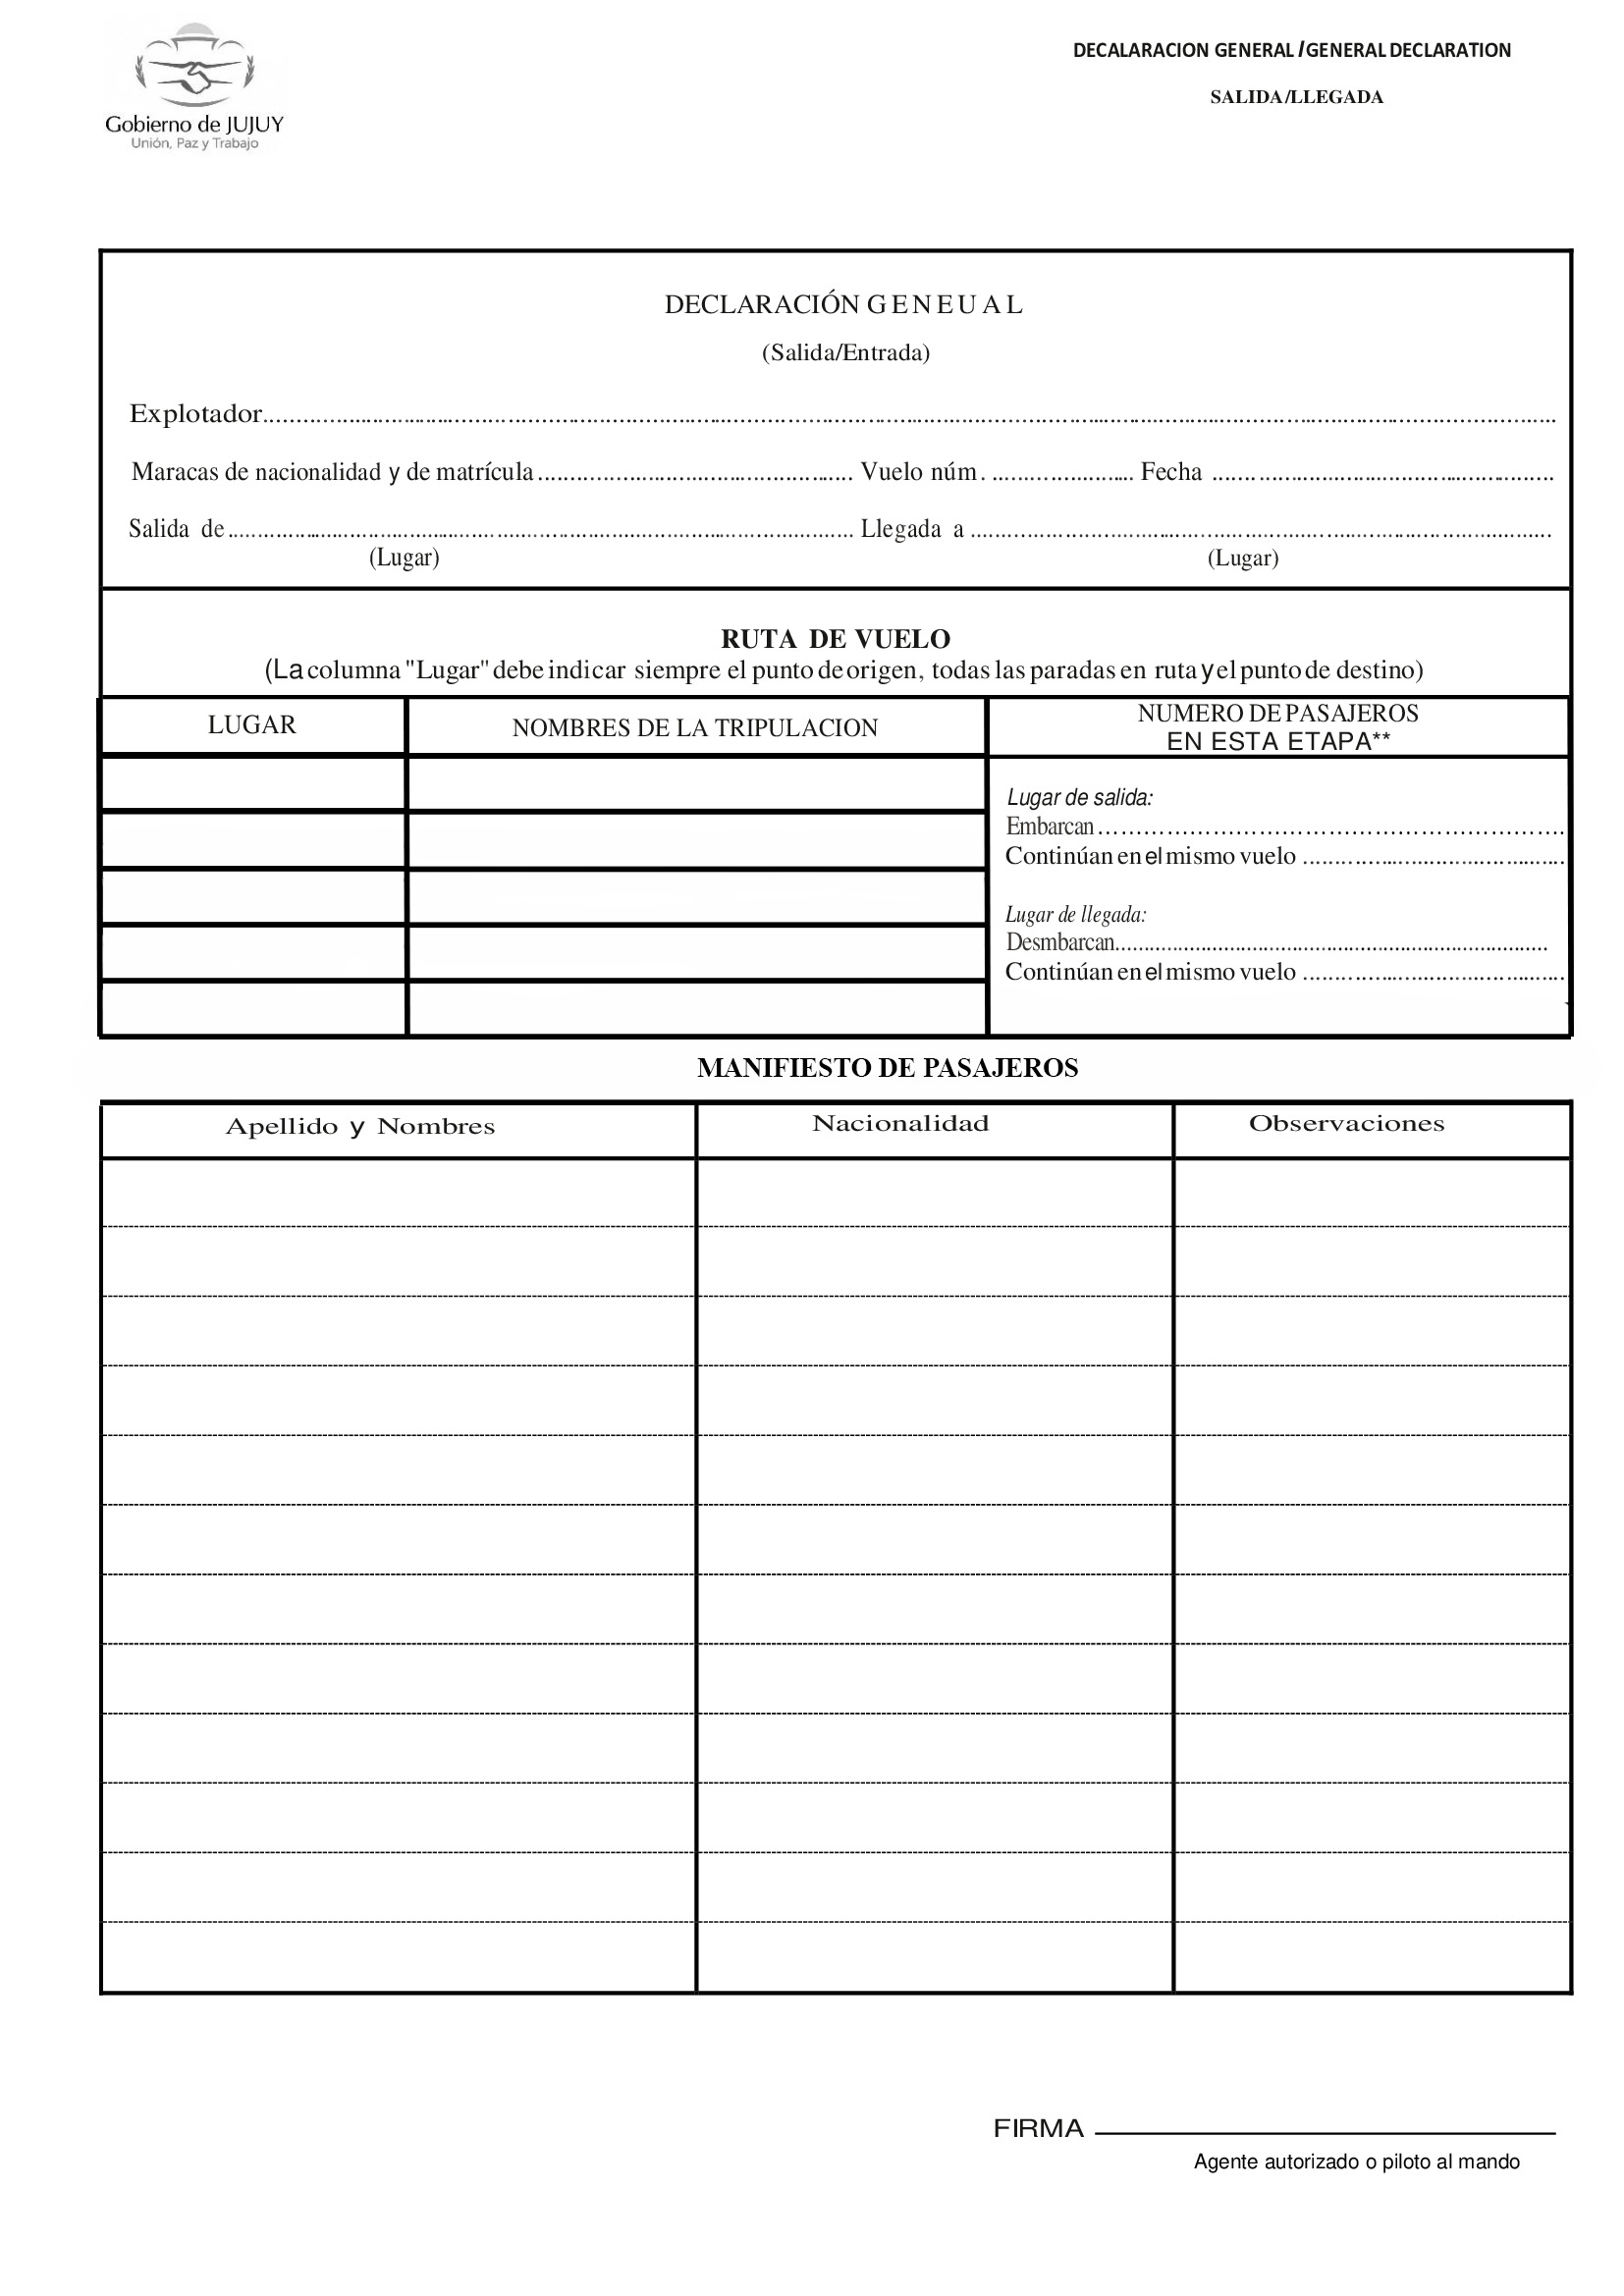 Gobierno de JUJUY
Unión, Paz y Trabajo
DECALARACION GENERAL / GENERAL DECLARATION
SALIDA/LLEGADA
DECLARACIÓN GENEUAL
(Salida/Entrada)
Explotador
Maracas de nacionalidad y de matrícula Vuelo núm. Fecha
Salida de Llegada a
(Lugar) (Lugar)
RUTA DE VUELO
(La columna "Lugar" debe indicar siempre el punto de origen, todas las paradas en ruta y el punto de destino)
LUGAR
NOMBRES DE LA TRIPULACION
NUMERO DE PASAJEROS
EN ESTA ETAPA**
Lugar de salida:
Embarcan
Continúan en el mismo vuelo
Lugar de llegada:
Desmbarcan
Continúan en el mismo vuelo
MANIFIESTO DE PASAJEROS
Apellido y Nombres
Nacionalidad
Observaciones
FIRMA
Agente autorizado o piloto al mando